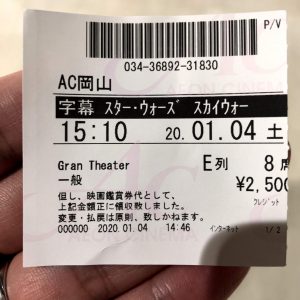 P/V
034-36892-31830
AC岡山
字幕 スター・ウォーズ スカイウォー
15:10 20.01.04 土
Gran Theater E列 8席
一般 ¥2,500
但し、映画鑑賞券代として、 クレジット
上記金額正に領収致しました。
変更・払戻は原則、致しかねます。
000000 2020.01.04 14:46 インターネット 1/2
AEON CINEMA